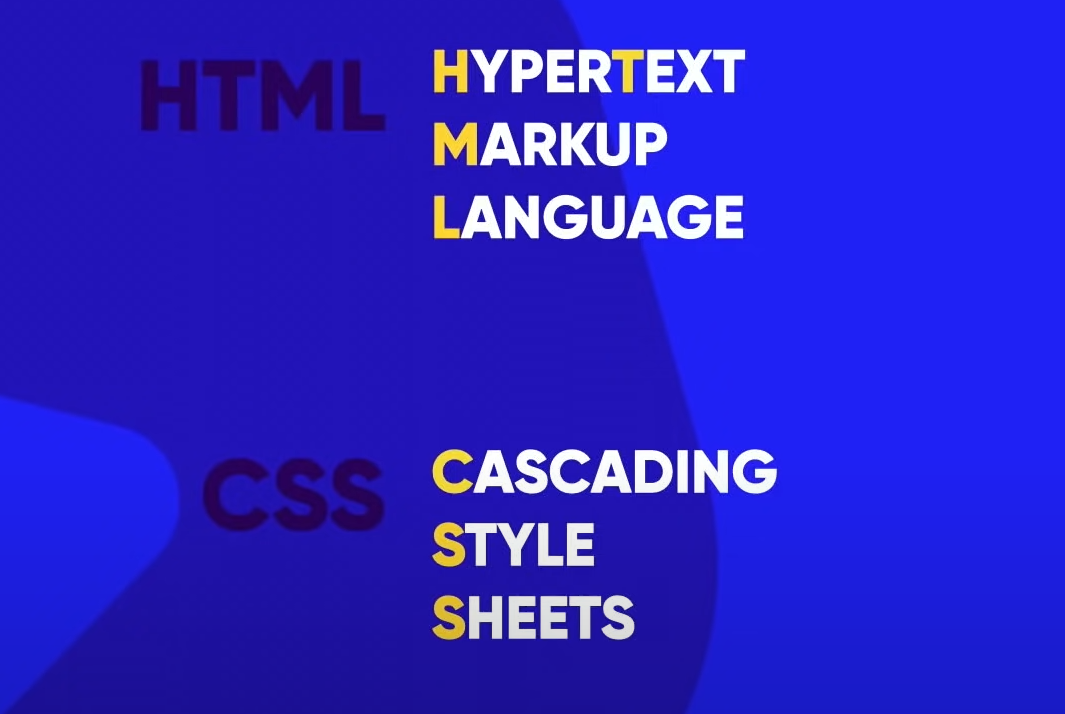 HTML
HYPERTEXT
MARKUP
LANGUAGE
CSS
CASCADING
STYLE
SHEETS